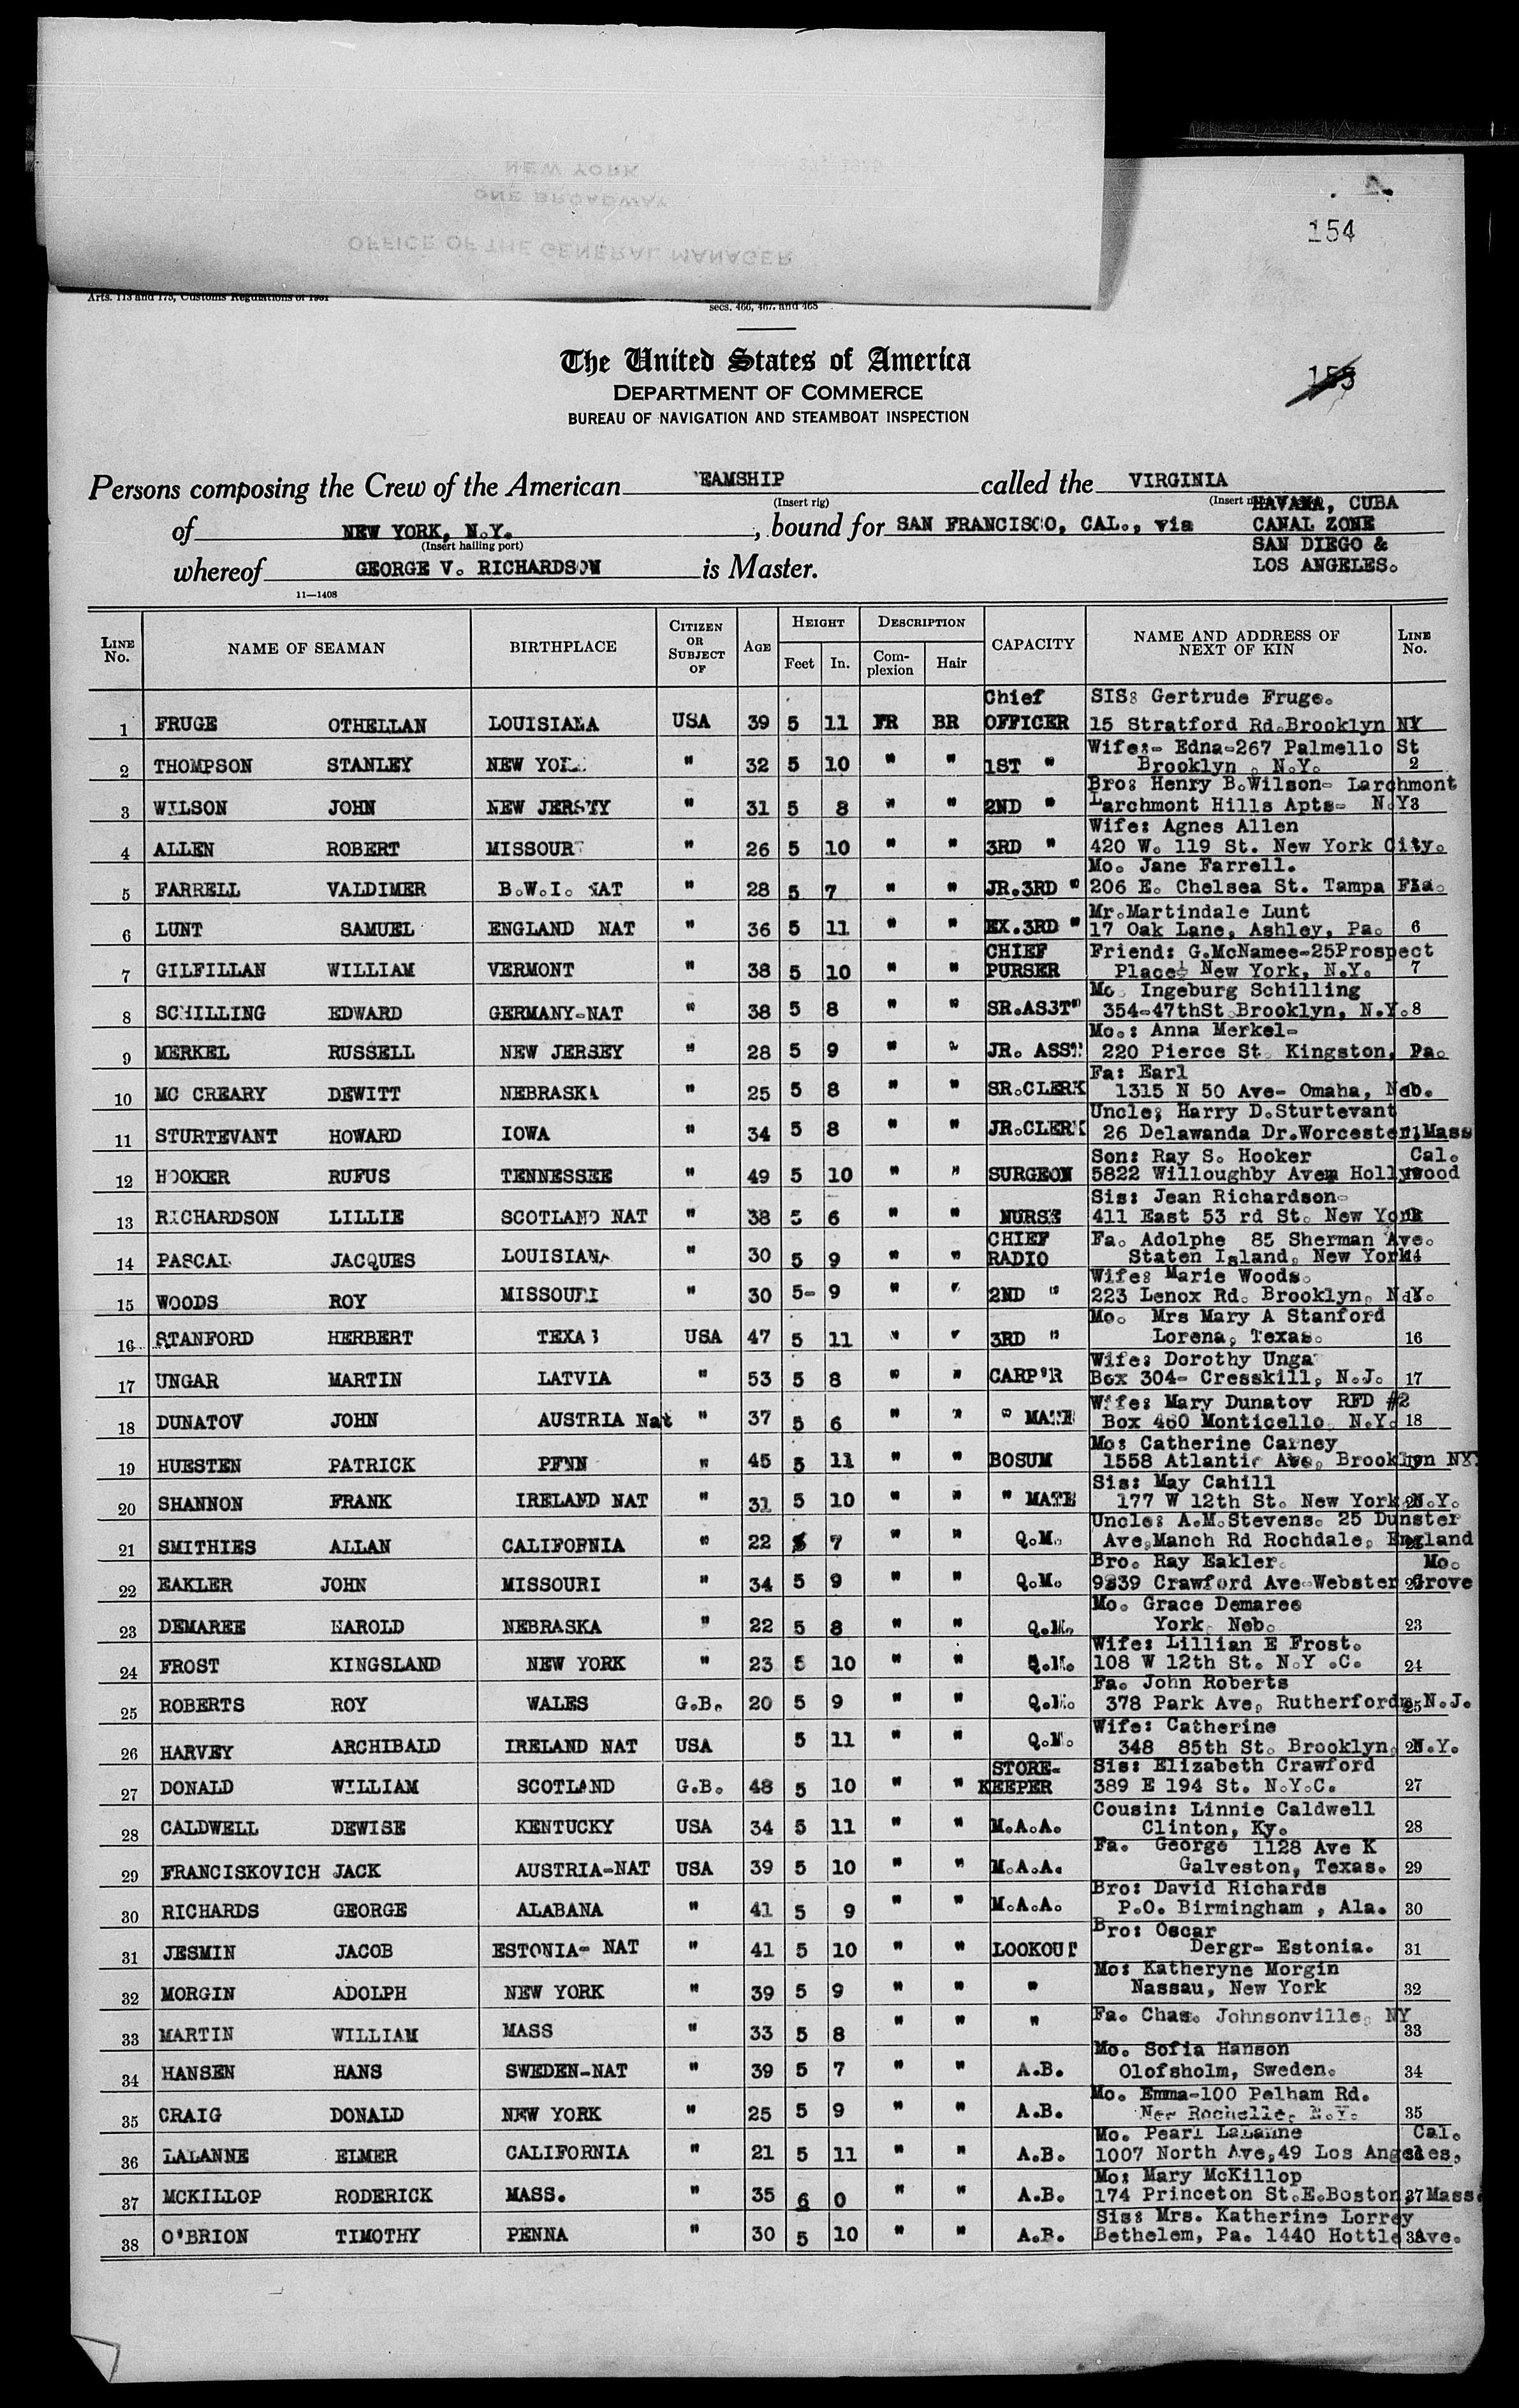 154
Arts. 113 and 175, Customs Regulations of 1931
secs. 466, 467, and 468
The United States of America
DEPARTMENT OF COMMERCE
BUREAU OF NAVIGATION AND STEAMBOAT INSPECTION
Persons composing the Crew of the American EAMSHIP called the VIRGINIA
(Insert rig)
HAVANA, CUBA
of NEW YORK, N.Y. , bound for SAN FRANCISCO, CAL., via CANAL ZONE
(Insert hailing port) SAN DIEGO &
whereof GEORGE V. RICHARDSON is Master. LOS ANGELES.
11—1408
LINE No. NAME OF SEAMAN BIRTHPLACE CITIZEN OR SUBJECT OF AGE HEIGHT Feet In. DESCRIPTION Complexion Hair CAPACITY NAME AND ADDRESS OF NEXT OF KIN LINE No.
Chief SIS: Gertrude Fruge.
1 FRUGE OTHELLAN LOUISIANA USA 39 5 11 FR BR OFFICER 15 Stratford Rd.Brooklyn NY
Wife:- Edna-267 Palmello St
2 THOMPSON STANLEY NEW YO " 32 5 10 " " 1ST " Brooklyn , N.Y. 2
Bro: Henry B.Wilson- Larchmont
3 WILSON JOHN NEW JERSTY " 31 5 8 " " 2ND " Larchmont Hills Apts- N.Y 3
Wife: Agnes Allen
4 ALLEN ROBERT MISSOUR " 26 5 10 " " 3RD " 420 W. 119 St. New York City.
Mo. Jane Farrell.
5 FARRELL VALDIMER B.W.I. NAT " 28 5 7 " " JR.3RD " 206 E. Chelsea St. Tampa Fla.
Mr.Martindale Lunt
6 LUNT SAMUEL ENGLAND NAT " 36 5 11 " " EX.3RD " 17 Oak Lane, Ashley, Pa. 6
CHIEF Friend: G.McNamee-25Prospect
7 GILFILLAN WILLIAM VERMONT " 38 5 10 " " PURSER Place New York, N.Y. 7
Mo Ingeburg Schilling
8 SCHILLING EDWARD GERMANY-NAT " 38 5 8 " " SR.ASST" 354-47thSt Brooklyn, N.Y. 8
Mo.: Anna Merkel-
9 MERKEL RUSSELL NEW JERSEY " 28 5 9 " " JR. ASST 220 Pierce St Kingston, Pa.
Fa: Earl
10 MC CREARY DEWITT NEBRASKA " 25 5 8 " " SR.CLERK 1315 N 50 Ave- Omaha, Neb.
Uncle; Harry D.Sturtevant
11 STURTEVANT HOWARD IOWA " 34 5 8 " " JR.CLERK 26 Delawanda Dr.Worcester, Mass
Son: Ray S. Hooker Cal.
12 HOOKER RUFUS TENNESSEE " 49 5 10 " " SURGEON 5822 Willoughby Ave Hollywood
Sis: Jean Richardson-
13 RICHARDSON LILLIE SCOTLAND NAT " 38 5 6 " " NURSE 411 East 53 rd St. New York
CHIEF Fa. Adolphe 85 Sherman Ave.
14 PASCAL JACQUES LOUISIANA " 30 5 9 " " RADIO Staten Island, New York 14
Wife: Marie Woods.
15 WOODS ROY MISSOURI " 30 5- 9 " " 2ND " 223 Lenox Rd. Brooklyn, N.Y.
Mo. Mrs Mary A Stanford
16 STANFORD HERBERT TEXAS USA 47 5 11 " " 3RD " Lorena, Texas. 16
Wife: Dorothy Unga
17 UNGAR MARTIN LATVIA " 53 5 8 " " CARP'R Box 304- Cresskill, N.J. 17
Wife: Mary Dunatov RFD #2
18 DUNATOV JOHN AUSTRIA Nat " 37 5 6 " " " MATE Box 460 Monticello N.Y. 18
Mo: Catherine Carney
19 HUESTEN PATRICK PENN " 45 5 11 " " BOSUM 1558 Atlantic Ave, Brooklyn NY
Sis: May Cahill
20 SHANNON FRANK IRELAND NAT " 31 5 10 " " " MATE 177 W 12th St. New York N.Y.
Uncle: A.M.Stevens. 25 Dunster
21 SMITHIES ALLAN CALIFORNIA " 22 5 7 " " Q.M. Ave,Manch Rd Rochdale, England
Bro. Ray Eakler. Mo.
22 EAKLER JOHN MISSOURI " 34 5 9 " " Q.M. 9839 Crawford Ave-Webster Grove
Mo. Grace Demaree
23 DEMAREE HAROLD NEBRASKA " 22 5 8 " " Q.M. York Neb. 23
Wife: Lillian E Frost.
24 FROST KINGSLAND NEW YORK " 23 5 10 " " Q.M. 108 W 12th St. N.Y .C. 24
Fa. John Roberts
25 ROBERTS ROY WALES G.B. 20 5 9 " " Q.M. 378 Park Ave, Rutherford 25 N.J.
Wife: Catherine
26 HARVEY ARCHIBALD IRELAND NAT USA 5 11 " " Q.M. 348 85th St. Brooklyn, N.Y.
STORE- Sis: Elizabeth Crawford
27 DONALD WILLIAM SCOTLAND G.B. 48 5 10 " " KEEPER 389 E 194 St. N.Y.C. 27
Cousin: Linnie Caldwell
28 CALDWELL DEWISE KENTUCKY USA 34 5 11 " " M.A.A. Clinton, Ky. 28
Fa. George 1128 Ave K
29 FRANCISKOVICH JACK AUSTRIA-NAT USA 39 5 10 " " M.A.A. Galveston, Texas. 29
Bro: David Richards
30 RICHARDS GEORGE ALABANA " 41 5 9 " " M.A.A. P.O. Birmingham , Ala. 30
Bro: Oscar
31 JESMIN JACOB ESTONIA- NAT " 41 5 10 " " LOOKOUT Dergr- Estonia. 31
Mo: Katheryne Morgin
32 MORGIN ADOLPH NEW YORK " 39 5 9 " " " Nassau, New York 32
Fa. Chas. Johnsonville, NY
33 MARTIN WILLIAM MASS " 33 5 8 " " " 33
Mo. Sofia Hanson
34 HANSEN HANS SWEDEN-NAT " 39 5 7 " " A.B. Olofsholm, Sweden. 34
Mo. Emma-100 Pelham Rd.
35 CRAIG DONALD NEW YORK " 25 5 9 " " A.B. New Rochelle, N.Y. 35
Mo. Pearl LaLanne Cal.
36 LALANNE ELMER CALIFORNIA " 21 5 11 " " A.B. 1007 North Ave,49 Los Angeles,
Mo: Mary McKillop
37 MCKILLOP RODERICK MASS. " 35 6 0 " " A.B. 174 Princeton St.E.Boston, 37 Mass.
Sis: Mrs. Katherine Lorrey
38 O'BRION TIMOTHY PENNA " 30 5 10 " " A.B. Bethelem, Pa. 1440 Hottle Ave.